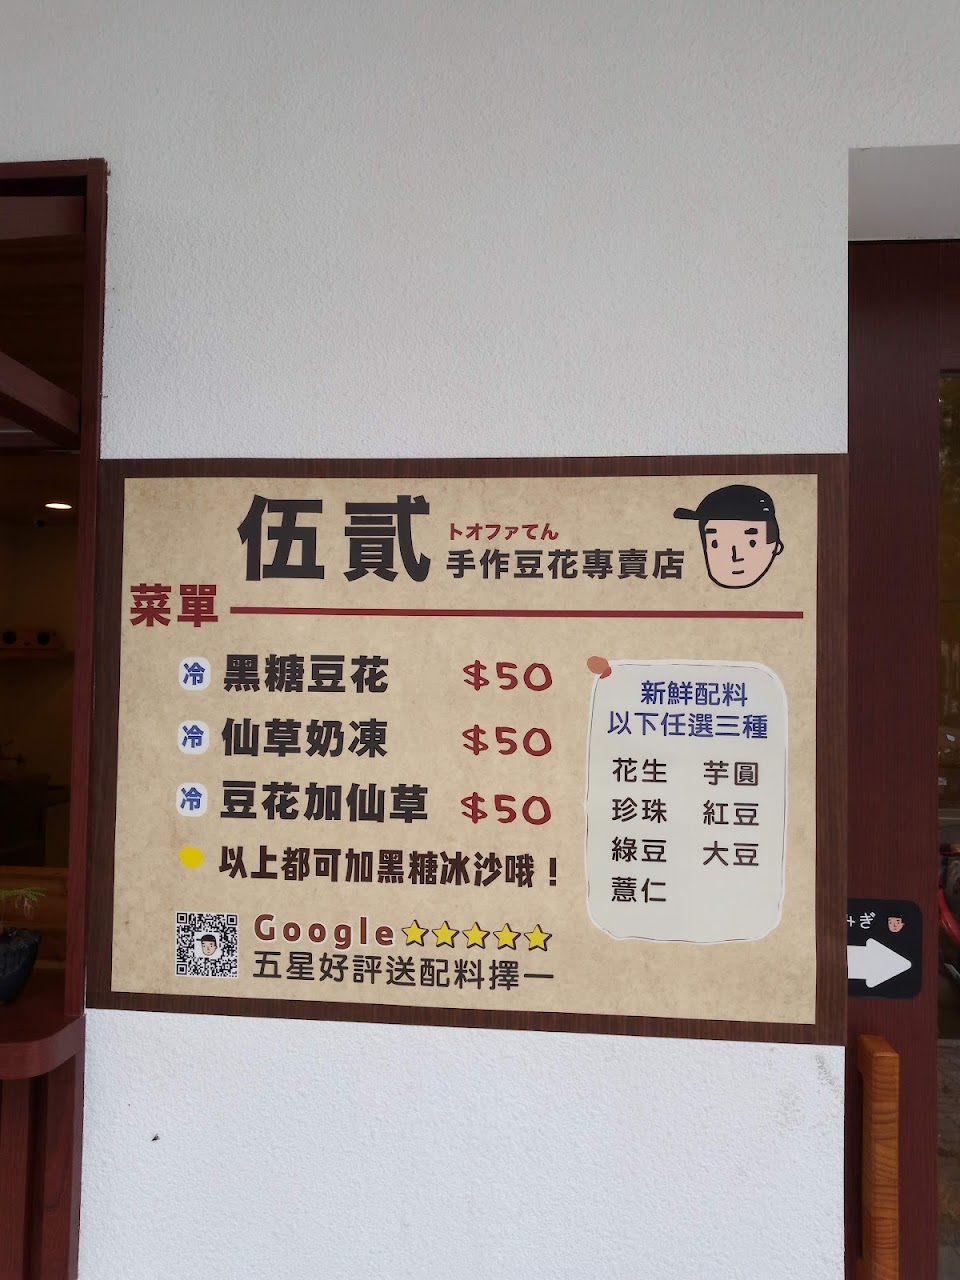 伍貳
トオファてん
手作豆花專賣店
菜單
冷 黑糖豆花 $50
冷 仙草奶凍 $50
冷 豆花加仙草 $50
以上都可加黑糖冰沙哦！
Google
五星好評送配料擇一
新鮮配料
以下任選三種
花生 芋圓
珍珠 紅豆
綠豆 大豆
薏仁
ぎ